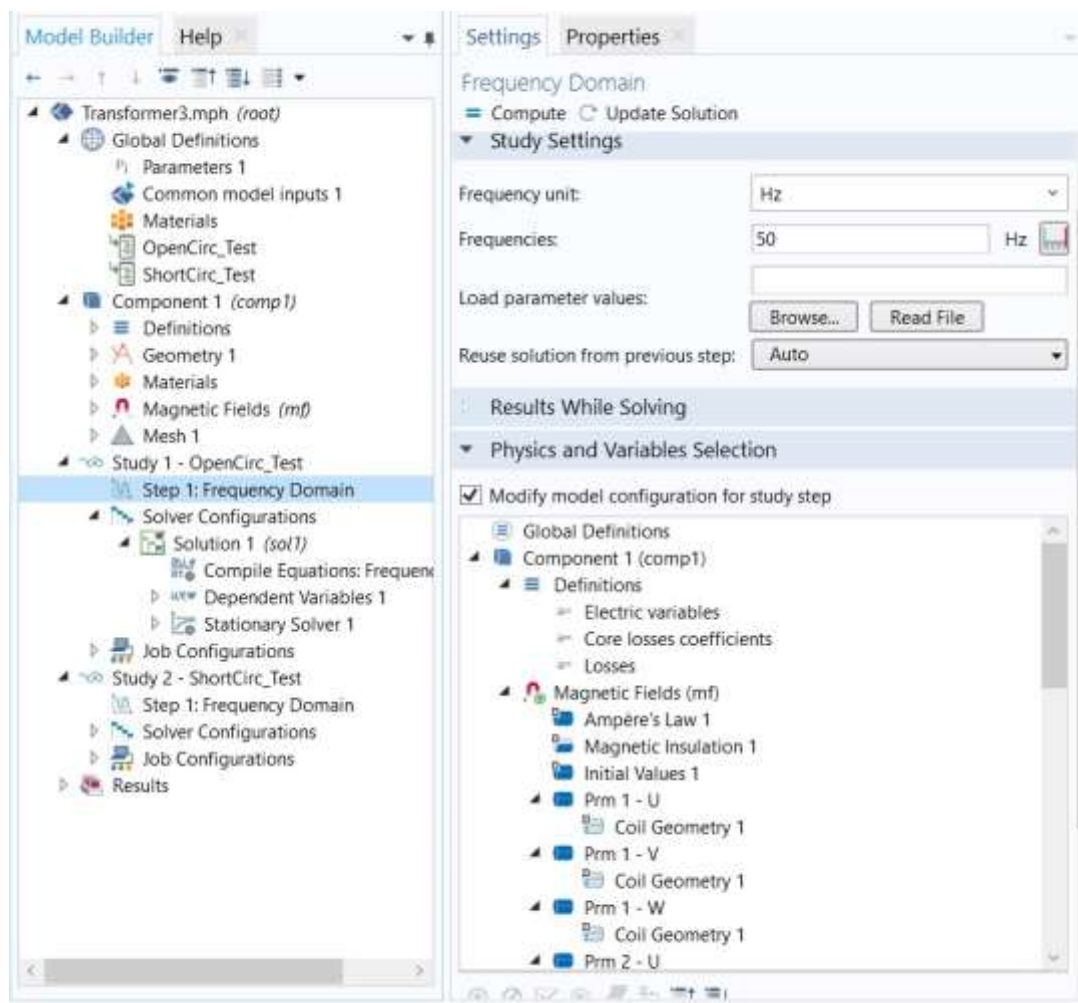 Model Builder Help
Transformer3.mph (root)
Global Definitions
Pi Parameters 1
Common model inputs 1
Materials
OpenCirc_Test
ShortCirc_Test
Component 1 (comp1)
Definitions
Geometry 1
Materials
Magnetic Fields (mf)
Mesh 1
Study 1 - OpenCirc_Test
Step 1: Frequency Domain
Solver Configurations
Solution 1 (sol1)
Compile Equations: Frequen
Dependent Variables 1
Stationary Solver 1
Job Configurations
Study 2 - ShortCirc_Test
Step 1: Frequency Domain
Solver Configurations
Job Configurations
Results
Settings Properties
Frequency Domain
= Compute Update Solution
Study Settings
Frequency unit: Hz
Frequencies: 50 Hz
Load parameter values:
Browse... Read File
Reuse solution from previous step: Auto
Results While Solving
Physics and Variables Selection
Modify model configuration for study step
Global Definitions
Component 1 (comp1)
Definitions
Electric variables
Core losses coefficients
Losses
Magnetic Fields (mf)
Ampère's Law 1
Magnetic Insulation 1
Initial Values 1
Prm 1 - U
Coil Geometry 1
Prm 1 - V
Coil Geometry 1
Prm 1 - W
Coil Geometry 1
Prm 2 - U